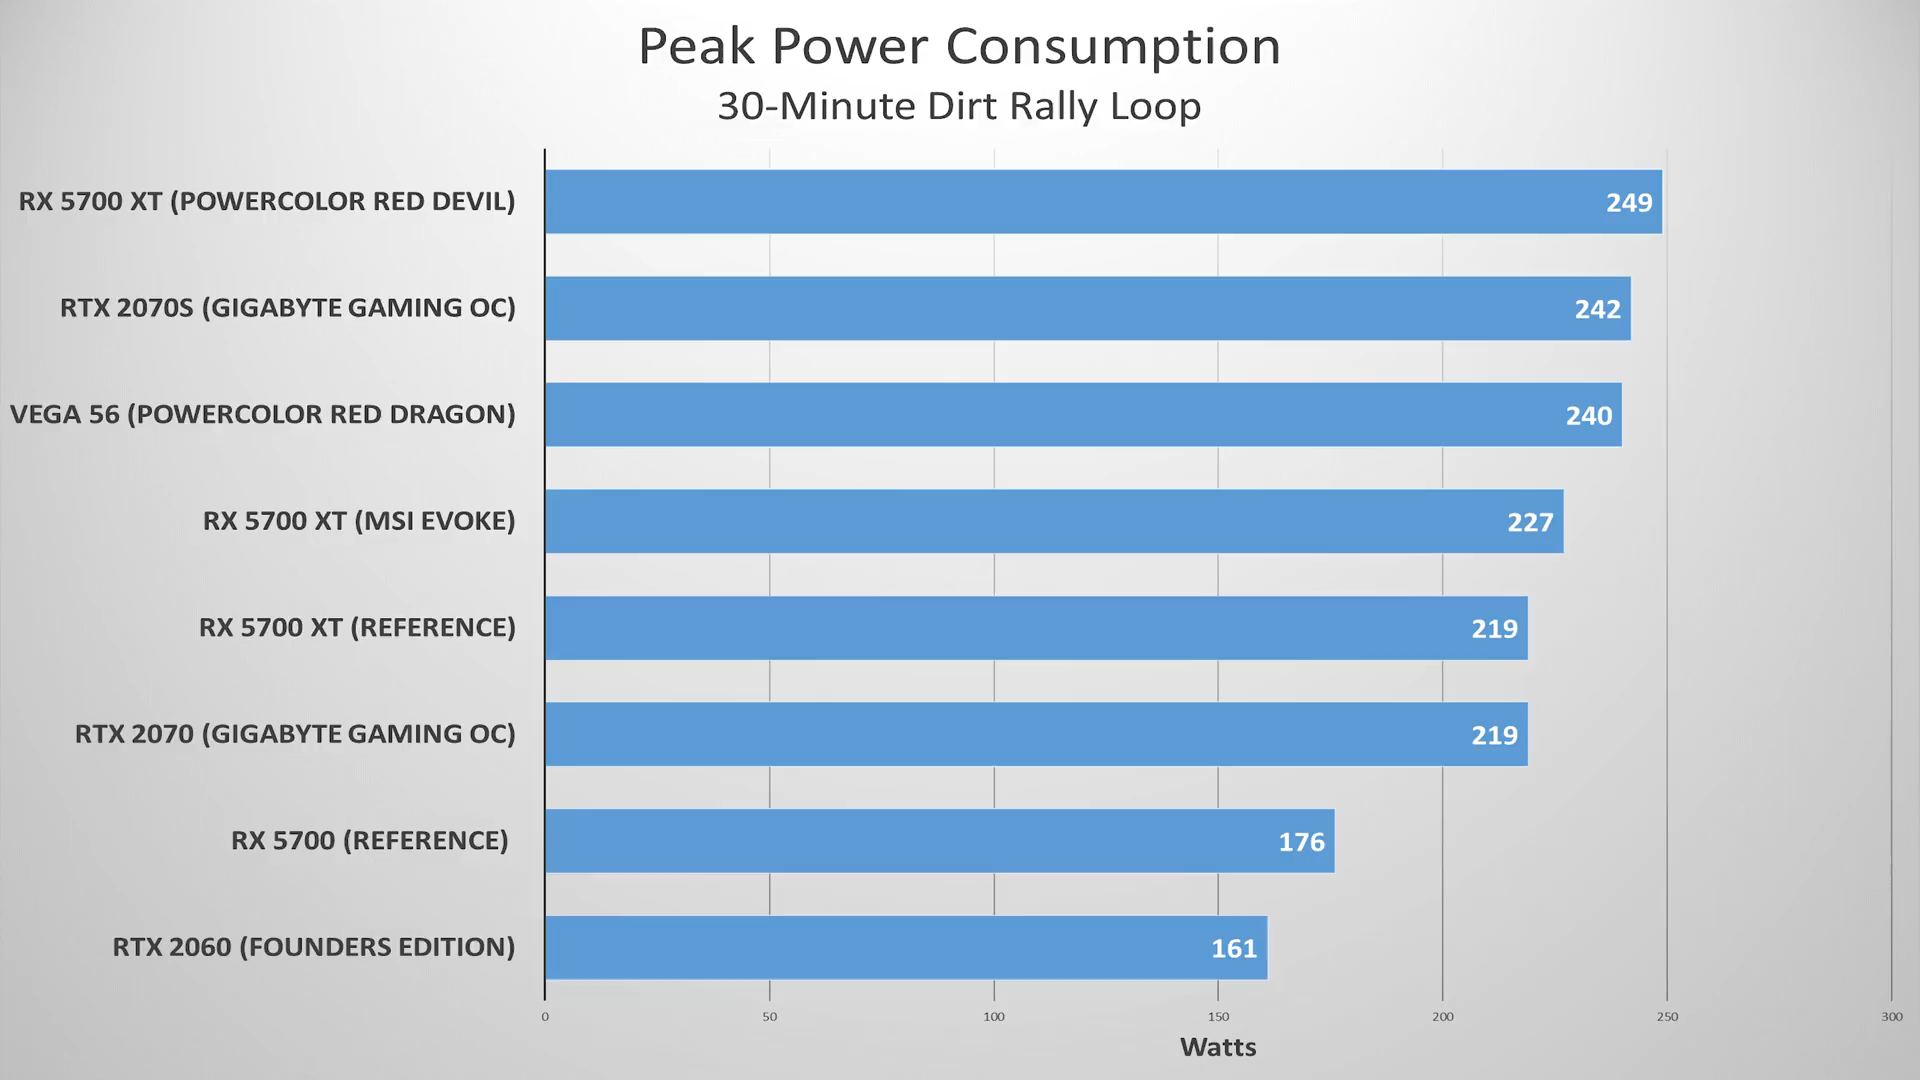 Peak Power Consumption
30-Minute Dirt Rally Loop
RX 5700 XT (POWERCOLOR RED DEVIL)
249
RTX 2070S (GIGABYTE GAMING OC)
242
VEGA 56 (POWERCOLOR RED DRAGON)
240
RX 5700 XT (MSI EVOKE)
227
RX 5700 XT (REFERENCE)
219
RTX 2070 (GIGABYTE GAMING OC)
219
RX 5700 (REFERENCE)
176
RTX 2060 (FOUNDERS EDITION)
161
0 50 100 150 200 250 300
Watts